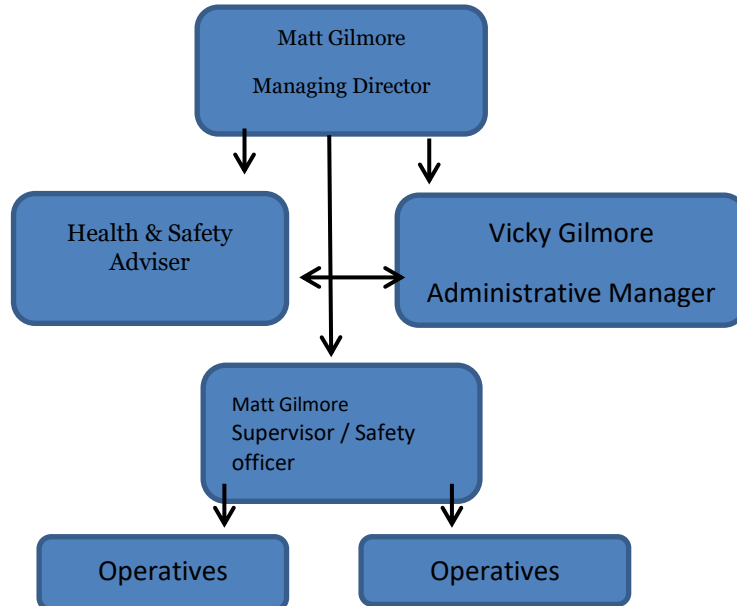 Matt Gilmore
Managing Director
Health & Safety
Adviser
Vicky Gilmore
Administrative Manager
Matt Gilmore
Supervisor / Safety
officer
Operatives
Operatives